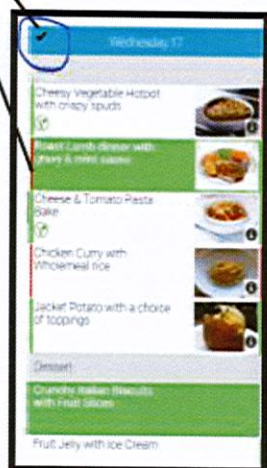 Wednesday 17
Cheesy Vegetable Hotpot
with crispy spuds
Roast Lamb dinner with
gravy & mint sauce
Cheese & Tomato Pasta
Bake
Chicken Curry with
Wholemeal rice
Jacket Potato with a choice
of toppings
Dessert
Crunchy Italian Biscuits
with Fruit Slices
Fruit Jelly with Ice Cream